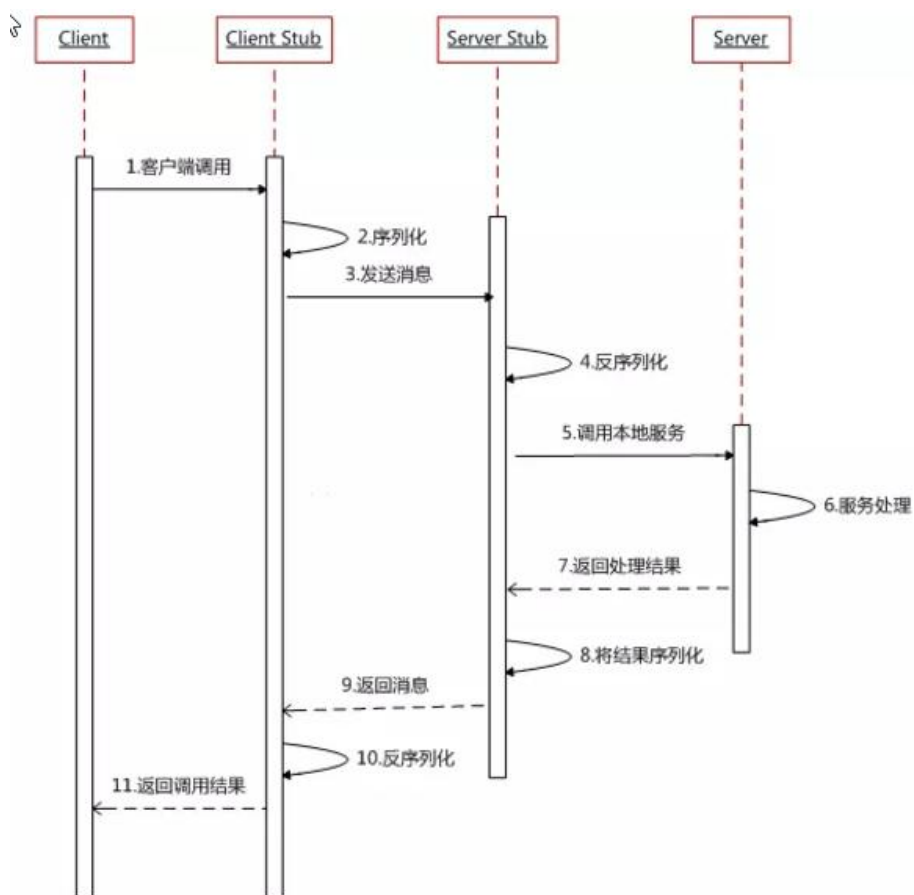 Client
Client Stub
Server Stub
Server
1.客户端调用
2.序列化
3.发送消息
4.反序列化
5.调用本地服务
6.服务处理
7.返回处理结果
8.将结果序列化
9.返回消息
10.反序列化
11.返回调用结果